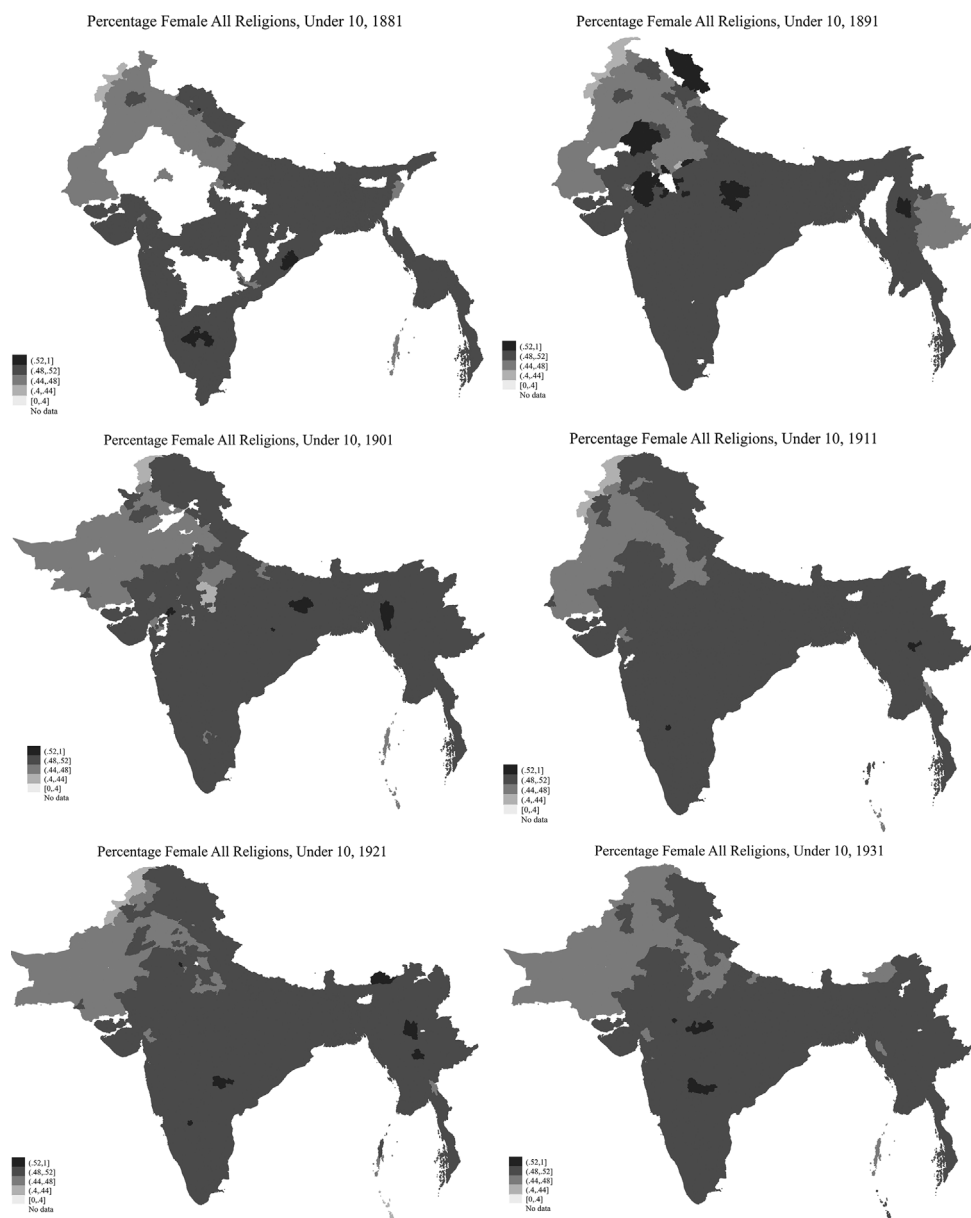 Percentage Female All Religions, Under 10, 1881
(.52,1]
(.48,.52]
(.44,.48]
(.4,.44]
[0,.4]
No data
Percentage Female All Religions, Under 10, 1891
(.52,1]
(.48,.52]
(.44,.48]
(.4,.44]
[0,.4]
No data
Percentage Female All Religions, Under 10, 1901
(.52,1]
(.48,.52]
(.44,.48]
(.4,.44]
[0,.4]
No data
Percentage Female All Religions, Under 10, 1911
(.52,1]
(.48,.52]
(.44,.48]
(.4,.44]
[0,.4]
No data
Percentage Female All Religions, Under 10, 1921
(.52,1]
(.48,.52]
(.44,.48]
(.4,.44]
[0,.4]
No data
Percentage Female All Religions, Under 10, 1931
(.52,1]
(.48,.52]
(.44,.48]
(.4,.44]
[0,.4]
No data